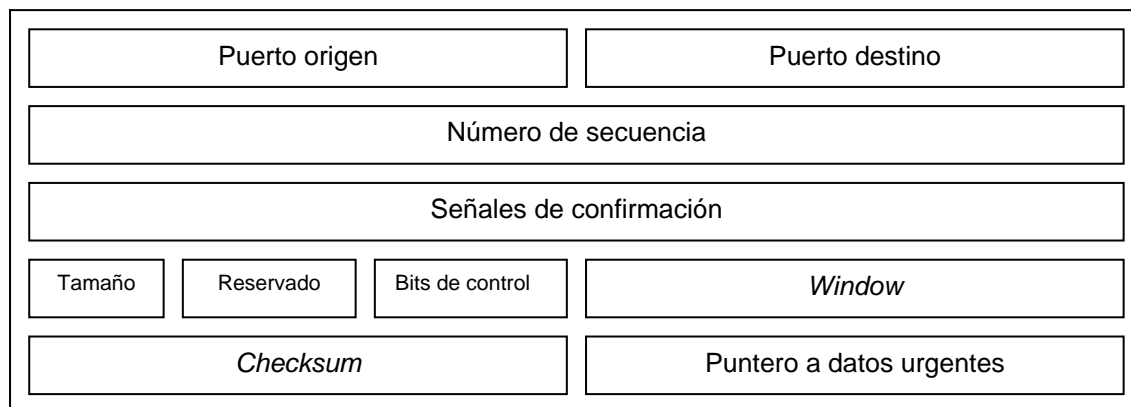 Puerto origen
Puerto destino
Número de secuencia
Señales de confirmación
Tamaño
Reservado
Bits de control
Window
Checksum
Puntero a datos urgentes